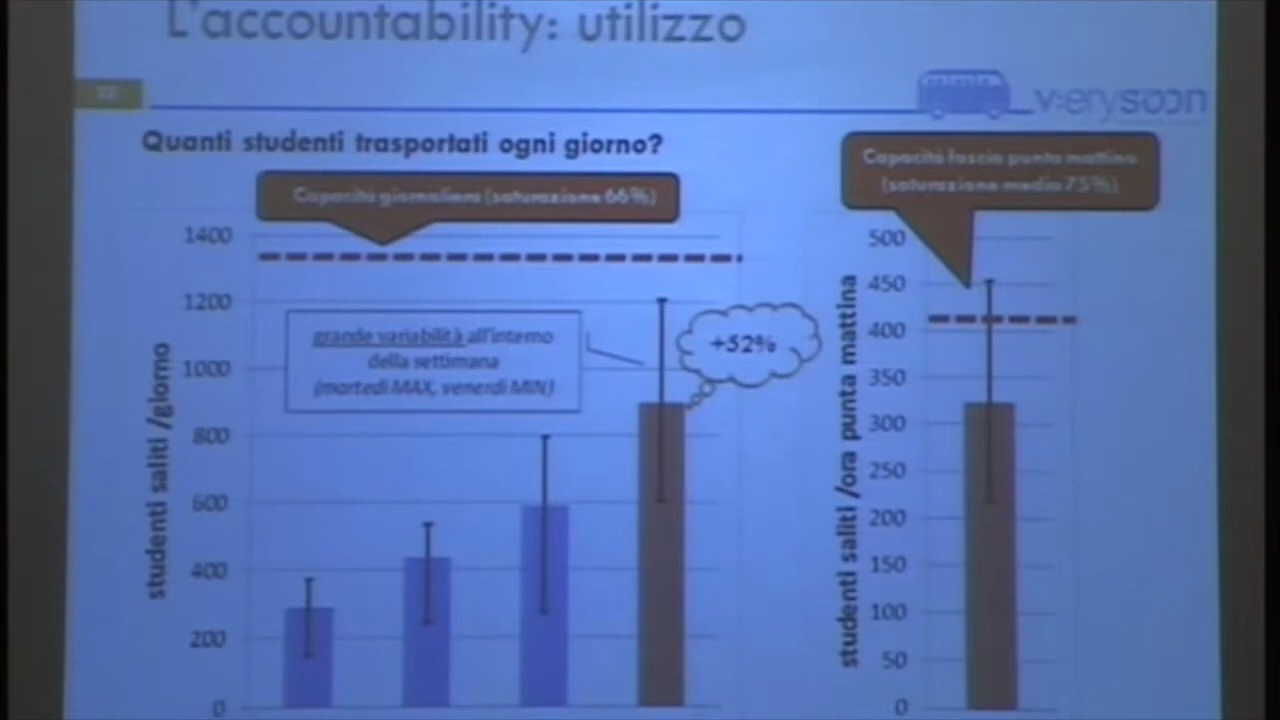 L'accountability: utilizzo
v:erysoon
Quanti studenti trasportati ogni giorno?
Capacità giornaliera (saturazione 66%)
1400
1200
1000
800
600
400
200
0
studenti saliti /giorno
grande variabilità all'interno
della settimana
(martedì MAX, venerdì MIN)
+52%
Capacità fascia punta mattino
(saturazione media 75%)
500
450
400
350
300
250
200
150
100
50
0
studenti saliti /ora punta mattina